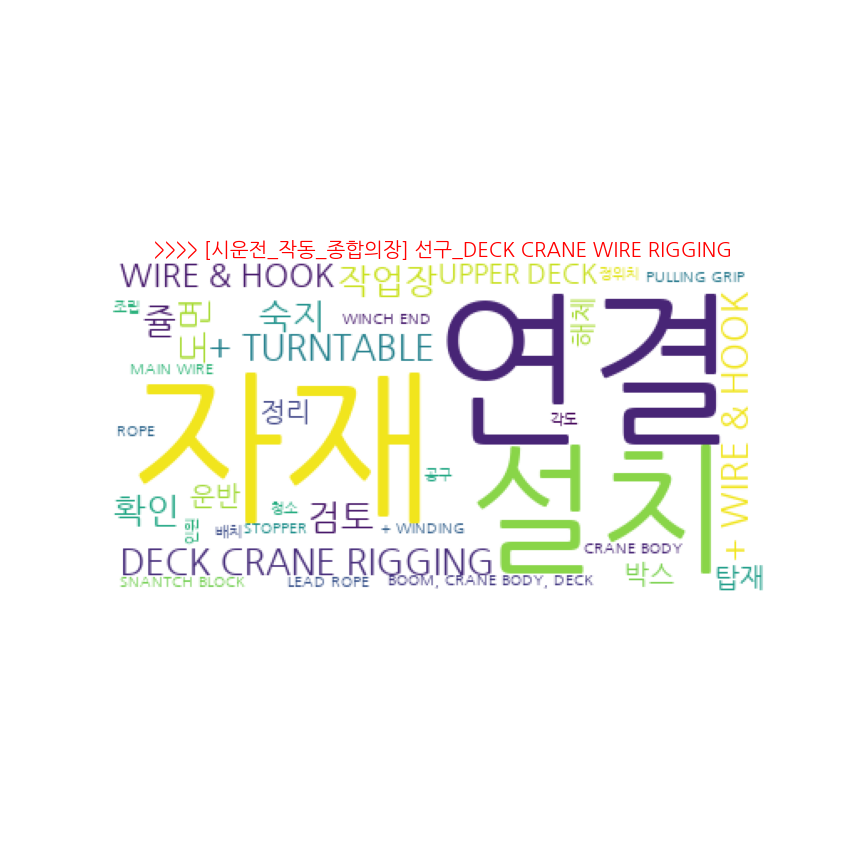 >>>> [시운전_작동_종합의장] 선구_DECK CRANE WIRE RIGGING
WIRE & HOOK
작업장
UPPER DECK
정위치
PULLING GRIP
조립
줄
도면
숙지
WINCH END
해체
연결
+ TURNTABLE
MAIN WIRE
+ WIRE & HOOK
자재
정리
각도
ROPE
설치
공구
운반
확인
청소
검토
인원
배치
STOPPER
+ WINDING
CRANE BODY
DECK CRANE RIGGING
박스
탑재
SNANTCH BLOCK
LEAD ROPE
BOOM, CRANE BODY, DECK